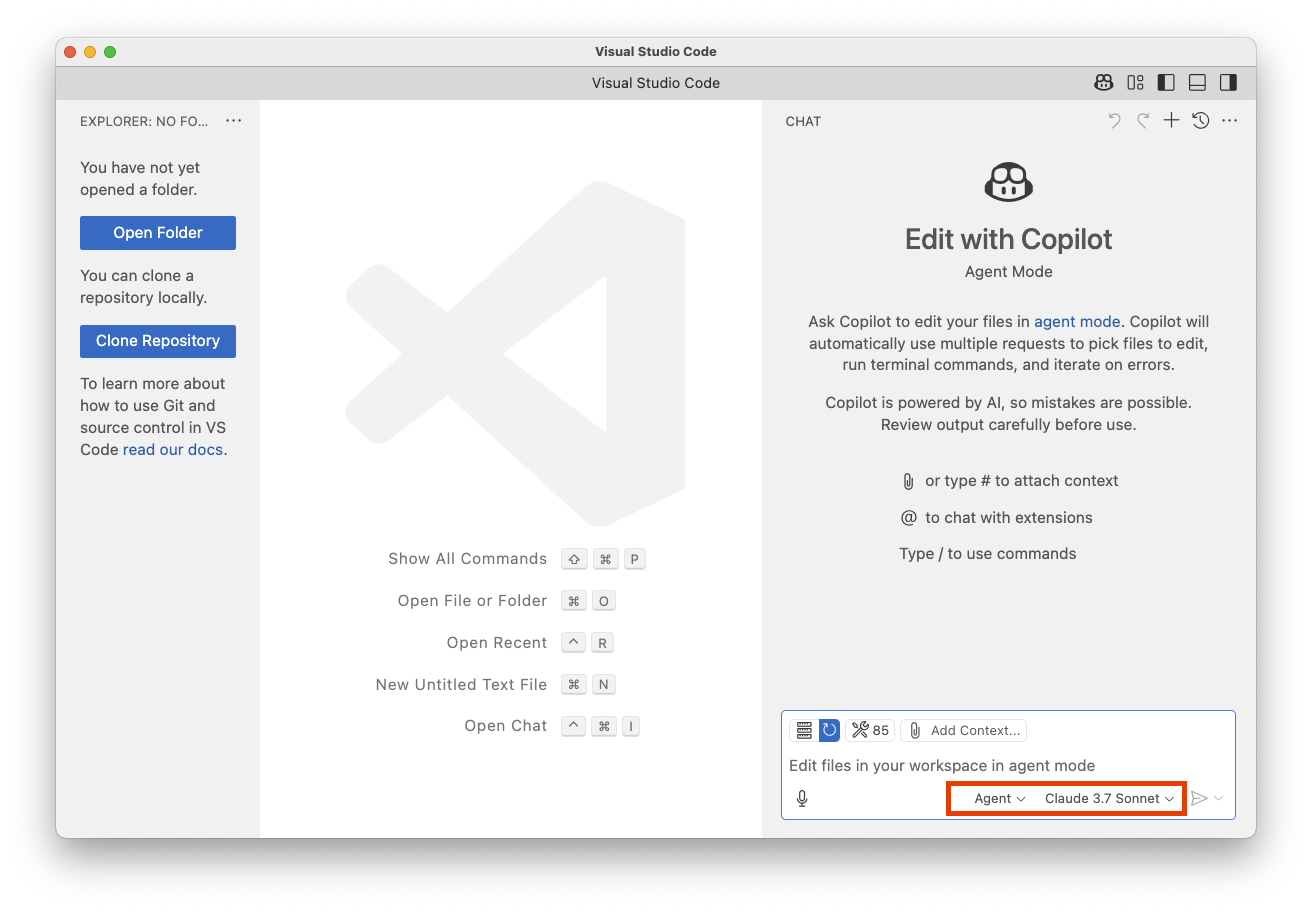 Visual Studio Code
Visual Studio Code
EXPLORER: NO FO...
You have not yet
opened a folder.
Open Folder
You can clone a
repository locally.
Clone Repository
To learn more about
how to use Git and
source control in VS
Code read our docs.
Show All Commands ⇧ ⌘ P
Open File or Folder ⌘ O
Open Recent ^ R
New Untitled Text File ⌘ N
Open Chat ^ ⌘ I
CHAT
Edit with Copilot
Agent Mode
Ask Copilot to edit your files in agent mode. Copilot will
automatically use multiple requests to pick files to edit,
run terminal commands, and iterate on errors.
Copilot is powered by AI, so mistakes are possible.
Review output carefully before use.
or type # to attach context
@ to chat with extensions
Type / to use commands
85 Add Context...
Edit files in your workspace in agent mode
Agent Claude 3.7 Sonnet